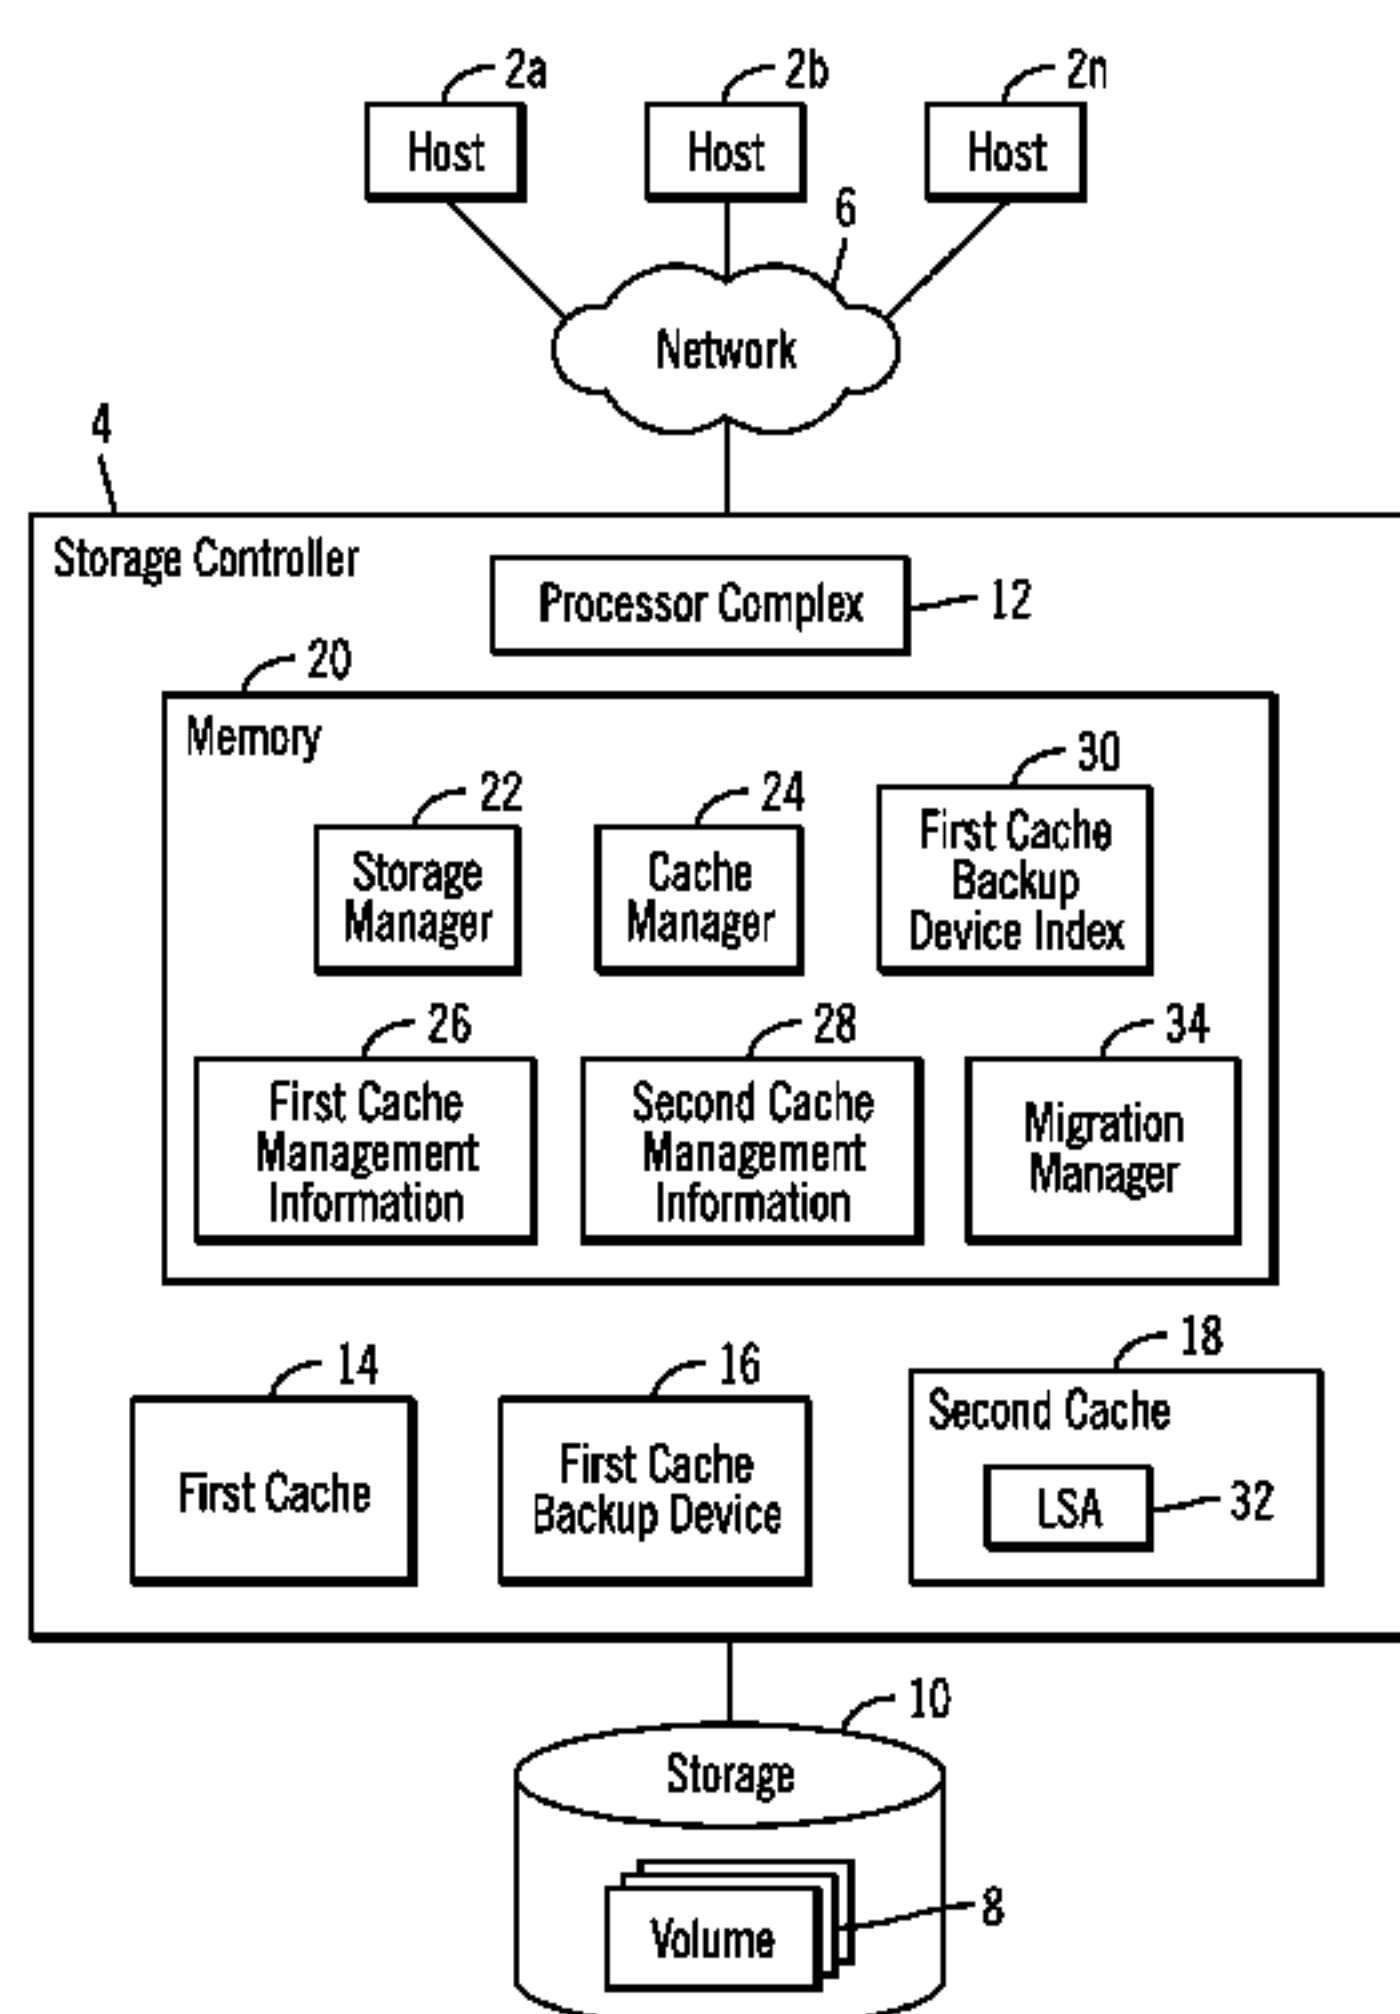 2a
2b
2n
Host
Host
Host
6
Network
4
Storage Controller
Processor Complex
12
20
Memory
22
24
30
Storage
Manager
Cache
Manager
First Cache
Backup
Device Index
26
28
34
First Cache
Management
Information
Second Cache
Management
Information
Migration
Manager
14
16
18
First Cache
First Cache
Backup Device
Second Cache
LSA
32
10
Storage
Volume
8